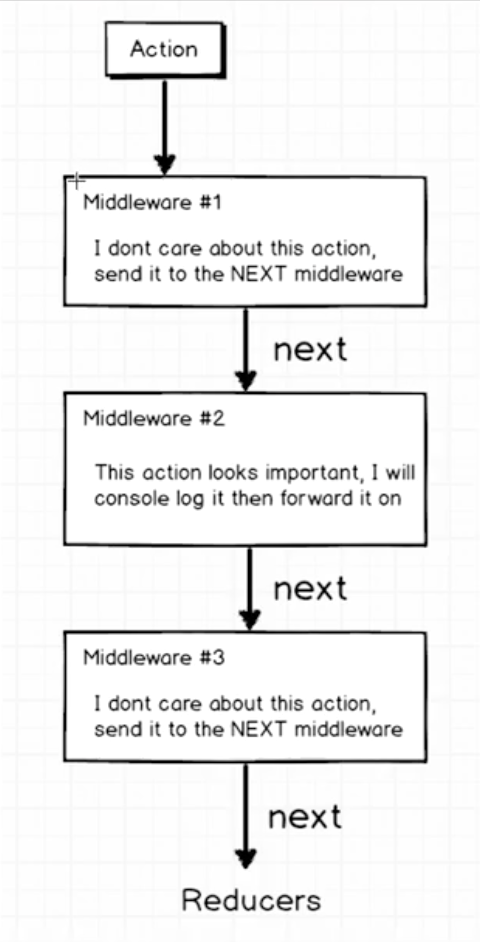 Action
Middleware #1
I dont care about this action,
send it to the NEXT middleware
next
Middleware #2
This action looks important, I will
console log it then forward it on
next
Middleware #3
I dont care about this action,
send it to the NEXT middleware
next
Reducers